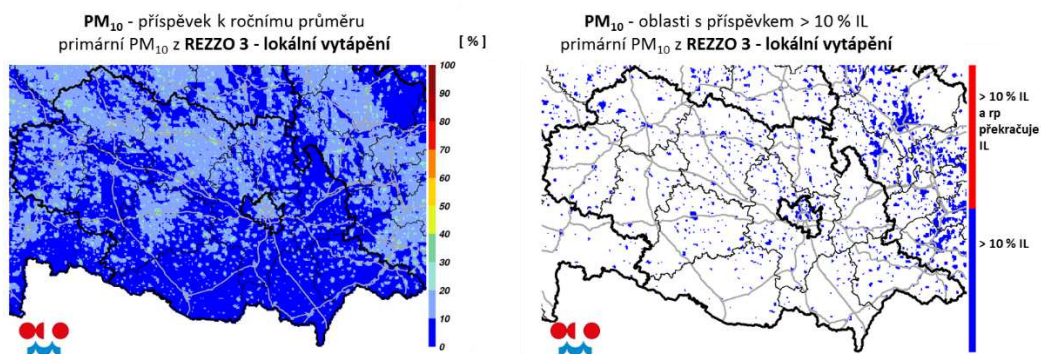 PM10 - příspěvek k ročnímu průměru
primární PM10 z REZZO 3 - lokální vytápění
[ % ]
100
90
80
70
60
50
40
30
20
10
0
PM10 - oblasti s příspěvkem > 10 % IL
primární PM10 z REZZO 3 - lokální vytápění
> 10 % IL
a rp
překračuje
IL
> 10 % IL